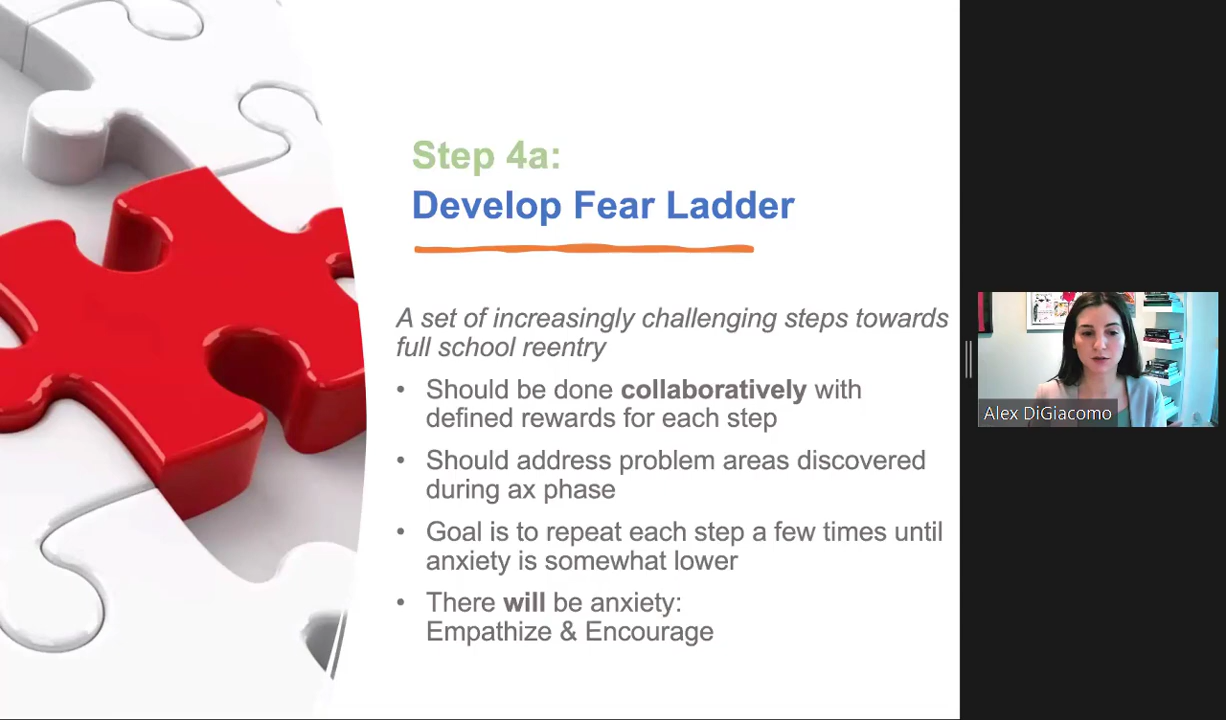 Step 4a:
Develop Fear Ladder
A set of increasingly challenging steps towards
full school reentry
• Should be done collaboratively with
defined rewards for each step
• Should address problem areas discovered
during ax phase
• Goal is to repeat each step a few times until
anxiety is somewhat lower
• There will be anxiety:
Empathize & Encourage
Alex DiGiacomo